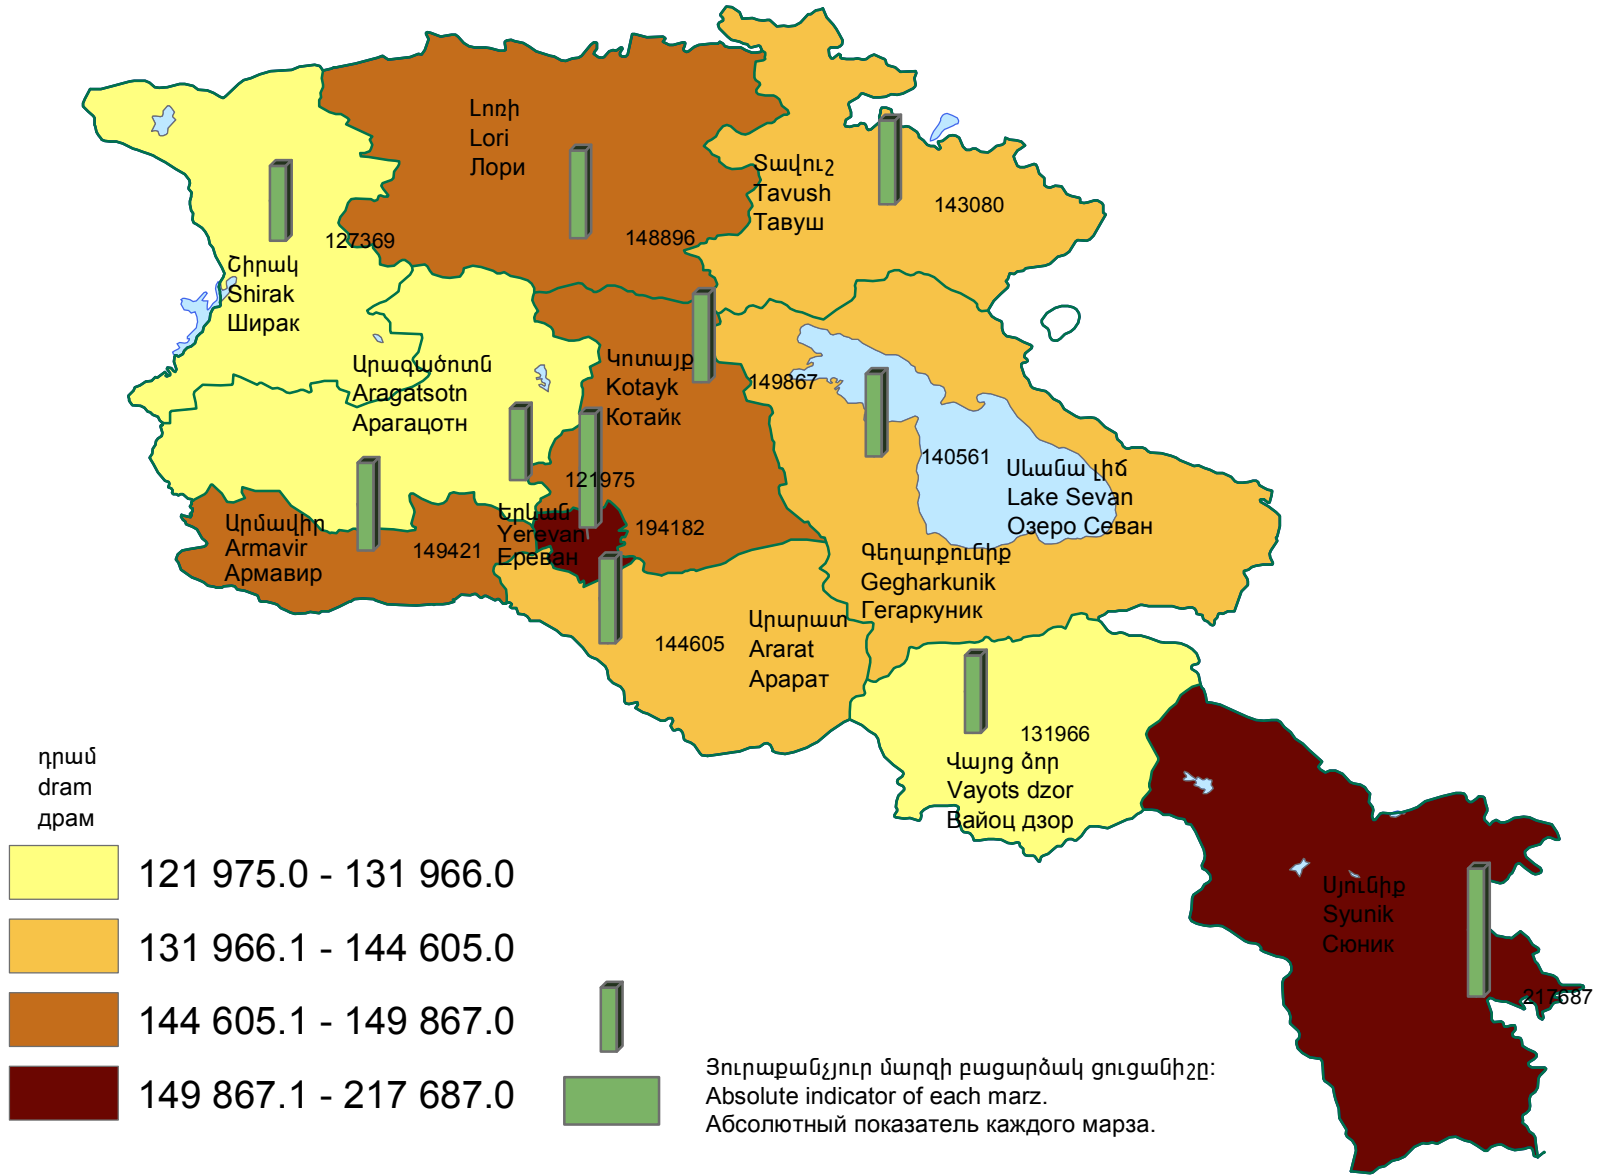 Լոռի
Lori
Лори
148896
Տավուշ
Tavush
Тавуш
143080
127369
Շիրակ
Shirak
Ширак
Արագածոտն
Aragatsotn
Арагацотн
121975
Կոտայք
Kotayk
Котайк
149867
140561
Սևանա լիճ
Lake Sevan
Озеро Севан
Արմավիր
Armavir
Армавир
149421
Երևան
Yerevan
Ереван
194182
Գեղարքունիք
Gegharkunik
Гегаркуник
144605
Արարատ
Ararat
Арарат
131966
Վայոց ձոր
Vayots dzor
Вайоц дзор
Սյունիք
Syunik
Сюник
217687
դրամ
dram
драм
121 975.0 - 131 966.0
131 966.1 - 144 605.0
144 605.1 - 149 867.0
149 867.1 - 217 687.0
Յուրաքանչյուր մարզի բացարձակ ցուցանիշը:
Absolute indicator of each marz.
Абсолютный показатель каждого марза.